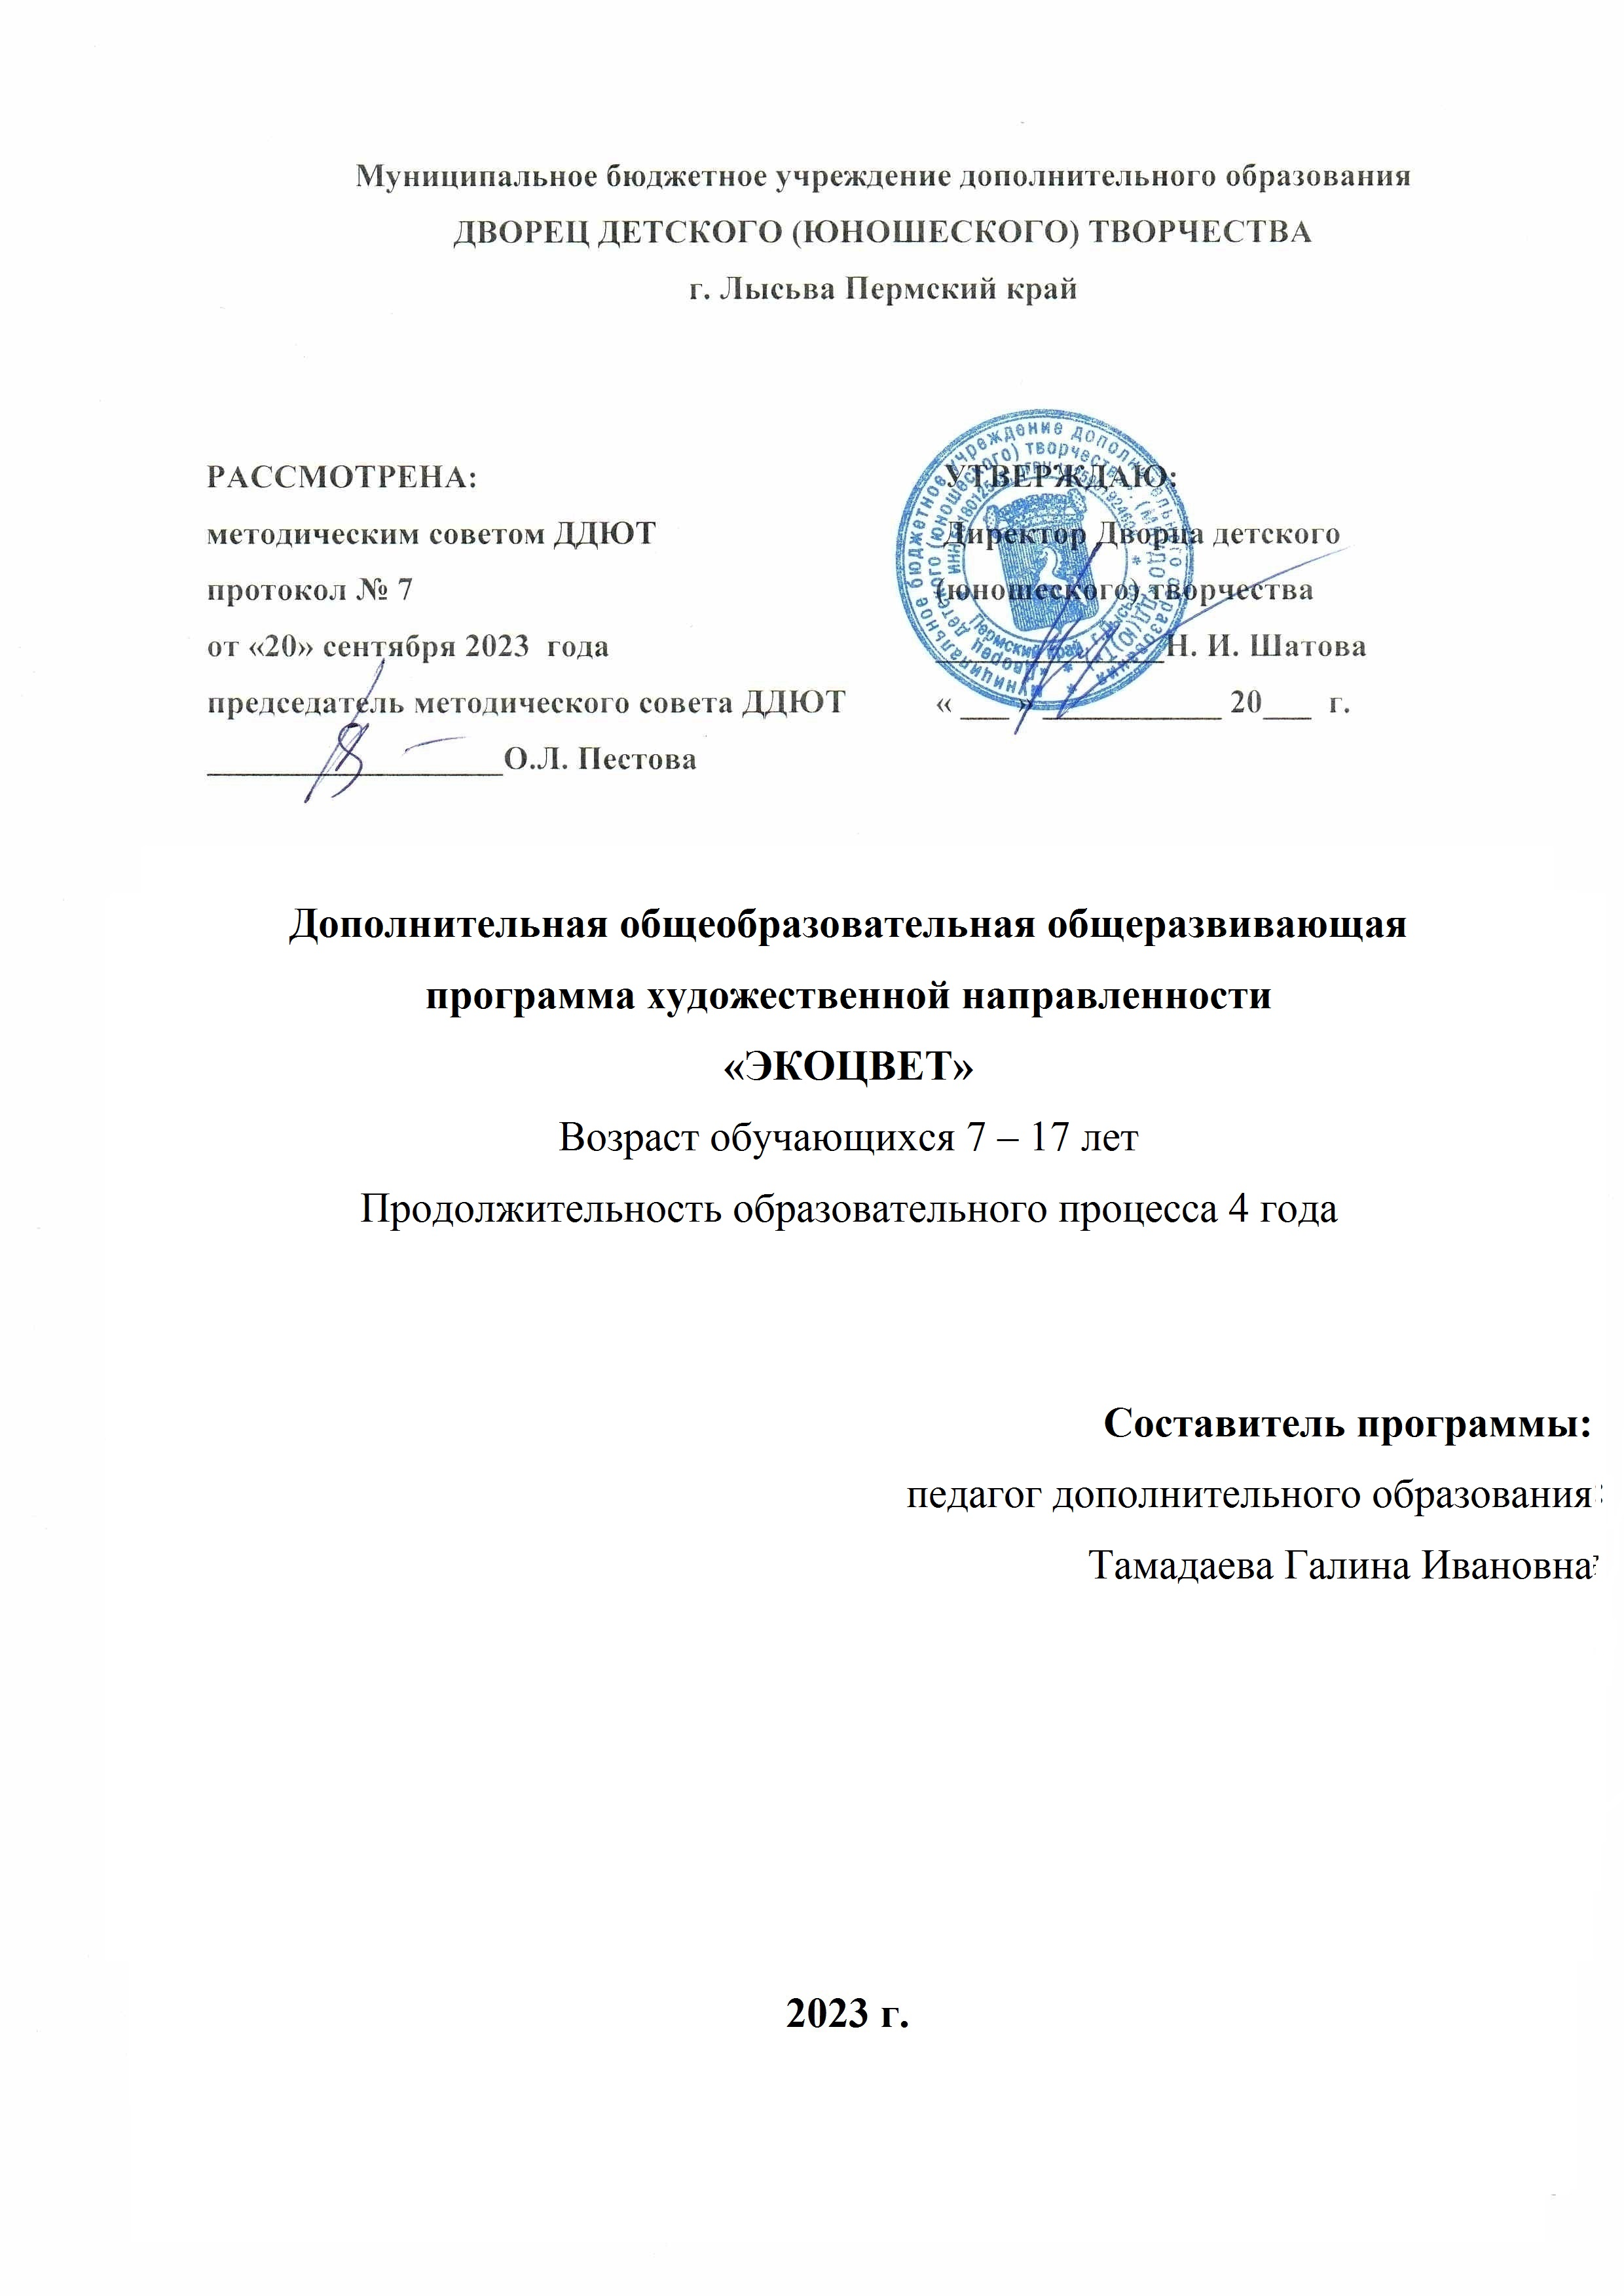 Муниципальное бюджетное учреждение дополнительного образования
ДВОРЕЦ ДЕТСКОГО (ЮНОШЕСКОГО) ТВОРЧЕСТВА
г. Лысьва Пермский край
РАССМОТРЕНА:
методическим советом ДДЮТ
протокол № 7
от «20» сентября 2023 года
председатель методического совета ДДЮТ
__________________О.Л. Пестова
УТВЕРЖДАЮ:
Директор Дворца детского
(юношеского) творчества
______________Н. И. Шатова
« ___ » ___________ 20___ г.
Дополнительная общеобразовательная общеразвивающая
программа художественной направленности
«ЭКОЦВЕТ»
Возраст обучающихся 7 – 17 лет
Продолжительность образовательного процесса 4 года
Составитель программы:
педагог дополнительного образования
Тамадаева Галина Ивановна
2023 г.